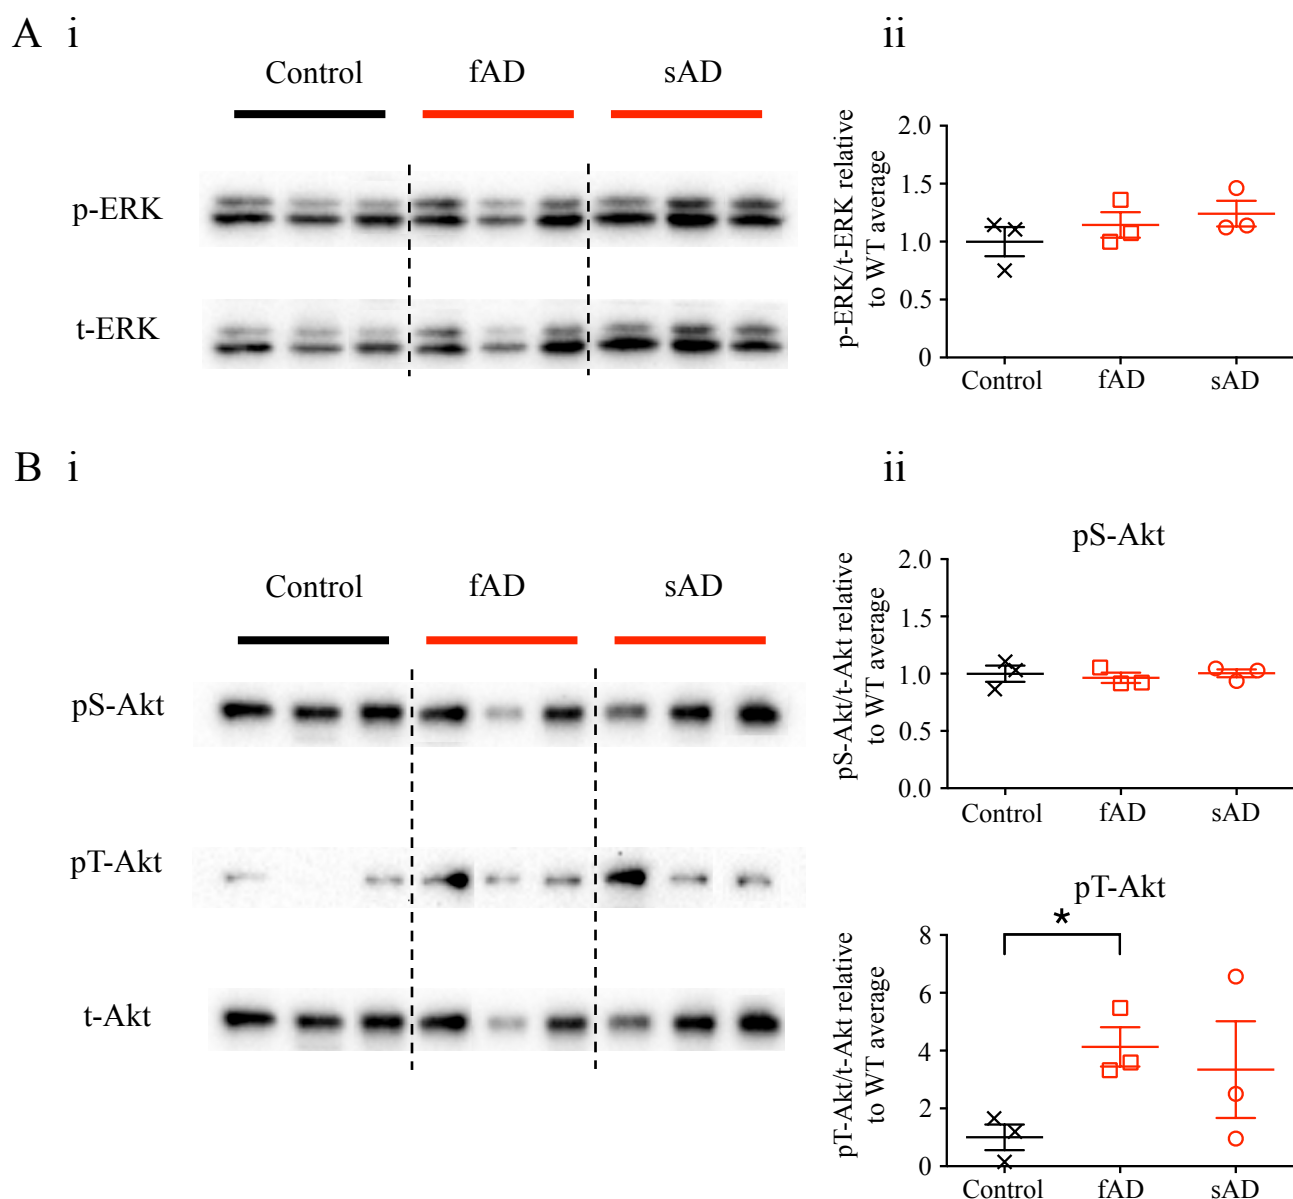 A i
Control fAD sAD
p-ERK
t-ERK
ii
p-ERK/t-ERK relative
to WT average
2.0
1.5
1.0
0.5
0
Control fAD sAD
B i
Control fAD sAD
pS-Akt
pT-Akt
t-Akt
ii
pS-Akt
pS-Akt/t-Akt relative
to WT average
2.0
1.5
1.0
0.5
0.0
Control fAD sAD
pT-Akt
*
pT-Akt/t-Akt relative
to WT average
8
6
4
2
0
Control fAD sAD